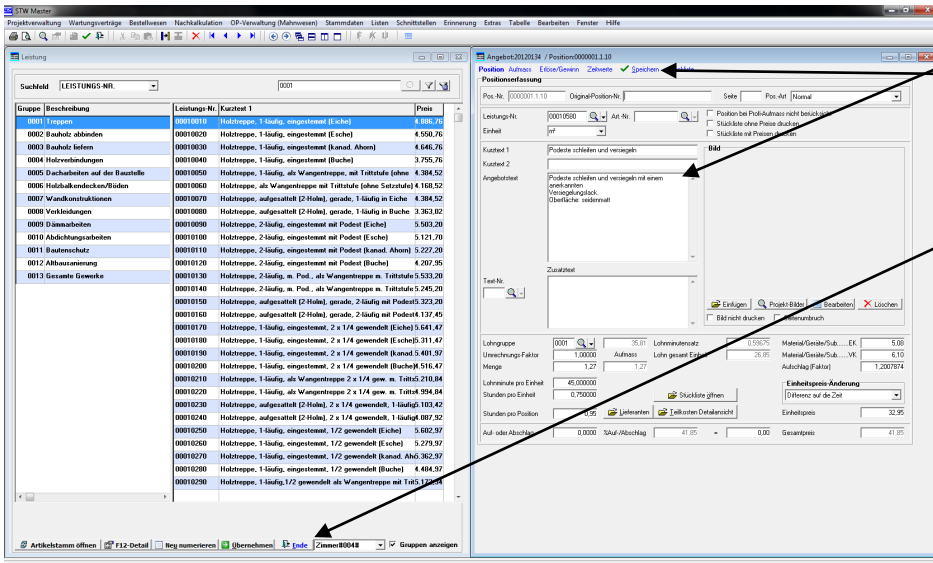 STW Master
Projektverwaltung Wartungsverträge Bestellwesen Nachkalkulation OP-Verwaltung (Mahnwesen) Stammdaten Listen Schnittstellen Erinnerung Extras Tabelle Bearbeiten Fenster Hilfe
Leistung
Suchfeld LEISTUNGS-NR. 0001
Gruppe Beschreibung
0001 Treppen
0002 Bauholz abbinden
0003 Bauholz liefern
0004 Holzverbindungen
0005 Dacharbeiten auf der Baustelle
0006 Holzbalkendecken/Böden
0007 Wandkonstruktionen
0008 Verkleidungen
0009 Dämmarbeiten
0010 Abdichtungsarbeiten
0011 Bautenschutz
0012 Altbausanierung
0013 Gesamte Gewerke
Leistungs-Nr. Kurztext 1 Preis
00010010 Holztreppe, 1-läufig, eingestemmt (Eiche) 4.886,76
00010020 Holztreppe, 1-läufig, eingestemmt (Esche) 4.550,76
00010030 Holztreppe, 1-läufig, eingestemmt (kanad. Ahorn) 4.646,76
00010040 Holztreppe, 1-läufig, eingestemmt (Buche) 3.755,76
00010050 Holztreppe, 1-läufig, als Wangentreppe, mit Trittstufe (ohne 4.384,52
00010060 Holztreppe, als Wangentreppe mit Trittstufe (ohne Setzstufe) 4.168,52
00010070 Holztreppe, aufgesattelt (2-Holm), gerade, 1-läufig in Eiche 4.384,52
00010080 Holztreppe, aufgesattelt (2-Holm), gerade, 1-läufig in Buche 3.363,02
00010090 Holztreppe, 2-läufig, eingestemmt mit Podest (Eiche) 5.503,20
00010100 Holztreppe, 2-läufig, eingestemmt mit Podest (Esche) 5.121,70
00010110 Holztreppe, 2-läufig, eingestemmt mit Podest (kanad. Ahorn) 5.227,20
00010120 Holztreppe, 2-läufig, eingestemmt mit Podest (Buche) 4.207,95
00010130 Holztreppe, 2-läufig, m. Pod., als Wangentreppe m. Trittstufe 5.533,20
00010140 Holztreppe, 2-läufig, m. Pod., als Wangentreppe m. Trittstufe 5.245,20
00010150 Holztreppe, aufgesattelt (2-Holm), gerade, 2-läufig mit Podest 5.323,20
00010160 Holztreppe, aufgesattelt (2-Holm), gerade, 2-läufig mit Podest 4.137,45
00010170 Holztreppe, 1-läufig, eingestemmt, 2 x 1/4 gewendelt (Eiche) 5.641,47
00010180 Holztreppe, 1-läufig, eingestemmt, 2 x 1/4 gewendelt (Esche) 5.311,47
00010190 Holztreppe, 1-läufig, eingestemmt, 2 x 1/4 gewendelt (kanad. 5.401,97
00010200 Holztreppe, 1-läufig, eingestemmt, 2 x 1/4 gewendelt (Buche) 4.516,47
00010210 Holztreppe, 1-läufig, als Wangentreppe 2 x 1/4 gew. m. Tritts 5.210,84
00010220 Holztreppe, 1-läufig, als Wangentreppe 2 x 1/4 gew. m. Tritts 4.994,84
00010230 Holztreppe, aufgesattelt (2-Holm), 2 x 1/4 gewendelt, 1-läufig 5.103,42
00010240 Holztreppe, aufgesattelt (2-Holm), 2 x 1/4 gewendelt, 1-läufig 4.087,92
00010250 Holztreppe, 1-läufig, eingestemmt, 1/2 gewendelt (Eiche) 5.602,97
00010260 Holztreppe, 1-läufig, eingestemmt, 1/2 gewendelt (Esche) 5.279,97
00010270 Holztreppe, 1-läufig, eingestemmt, 1/2 gewendelt (kanad. Aho 5.362,97
00010280 Holztreppe, 1-läufig, eingestemmt, 1/2 gewendelt (Buche) 4.484,97
00010290 Holztreppe, 1-läufig,1/2 gewendelt als Wangentreppe mit Trit
Artikelstamm öffnen F12-Detail Neu numerieren Übernehmen Ende Zimmer#004# Gruppen anzeigen
Angebot:20120134 / Position:0000001.1.10
Position Aufmass Erlöse/Gewinn Zeitwerte Speichern
Positionserfassung
Pos.-Nr. 0000001.1.10 Original-Position-Nr. Seite Pos.-Art Normal
Leistungs-Nr. 00010580 Art.-Nr. Position bei Profi-Aufmass nicht berücksicht
Stückliste ohne Preise drucken
Einheit m² Stückliste mit Preisen drucken
Kurztext 1 Podeste schleifen und versiegeln Bild
Kurztext 2
Angebotstext Podeste schleifen und versiegeln mit einem
anerkannten
Versiegelungslack.
Oberfläche: seidenmatt
Zusatztext
Text-Nr.
Einfügen Projekt-Bilder Bearbeiten Löschen
Bild nicht drucken Seitenumbruch
Lohngruppe 0001 35,81 Lohnminutensatz 0,59675 Material/Geräte/Sub......EK 5,08
Umrechnungs-Faktor 1,00000 Aufmass Lohn gesamt Einheit 26,85 Material/Geräte/Sub......VK 6,10
Menge 1,27 1,27 Aufschlag (Faktor) 1,2007874
Lohnminute pro Einheit 45,000000 Einheitspreis-Änderung
Stunden pro Einheit 0,750000 Stückliste öffnen Differenz auf die Zeit
Stunden pro Position 0,95 Lieferanten Teilkosten Detailansicht Einheitspreis 32,95
Auf- oder Abschlag 0,0000 %Auf-/Abschlag 41,85 = 0,00 Gesamtpreis 41,85